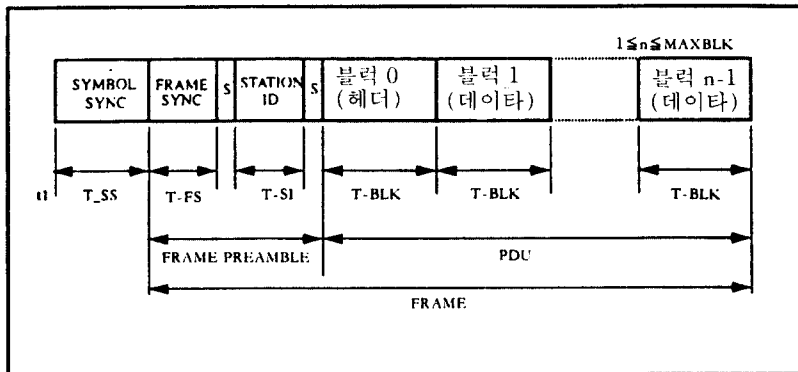 1≦n≦MAXBLK
SYMBOL SYNC
FRAME SYNC
S
STATION ID
S
블럭 0 (헤더)
블럭 1 (데이타)
블럭 n-1 (데이타)
T_SS
T-FS
T-SI
T-BLK
T-BLK
T-BLK
FRAME PREAMBLE
PDU
FRAME